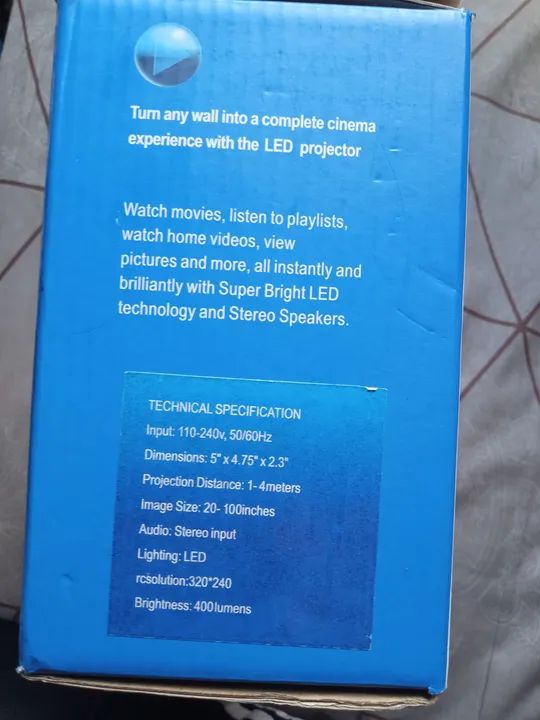 Turn any wall into a complete cinema
experience with the LED projector
Watch movies, listen to playlists,
watch home videos, view
pictures and more, all instantly and
brilliantly with Super Bright LED
technology and Stereo Speakers.
TECHNICAL SPECIFICATION
Input: 110-240v, 50/60Hz
Dimensions: 5" x 4.75" x 2.3"
Projection Distance: 1-4meters
Image Size: 20- 100inches
Audio: Stereo input
Lighting: LED
rcsolution:320*240
Brightness: 400lumens